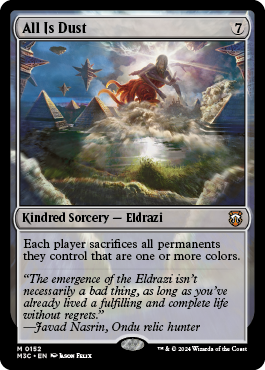 All Is Dust 7
Kindred Sorcery — Eldrazi
Each player sacrifices all permanents
they control that are one or more colors.
“The emergence of the Eldrazi isn’t
necessarily a bad thing, as long as you’ve
already lived a fulfilling and complete life
without regrets.”
—Javad Nasrin, Ondu relic hunter
M 0152
M3C • EN Jason Felix
™ & © 2024 Wizards of the Coast